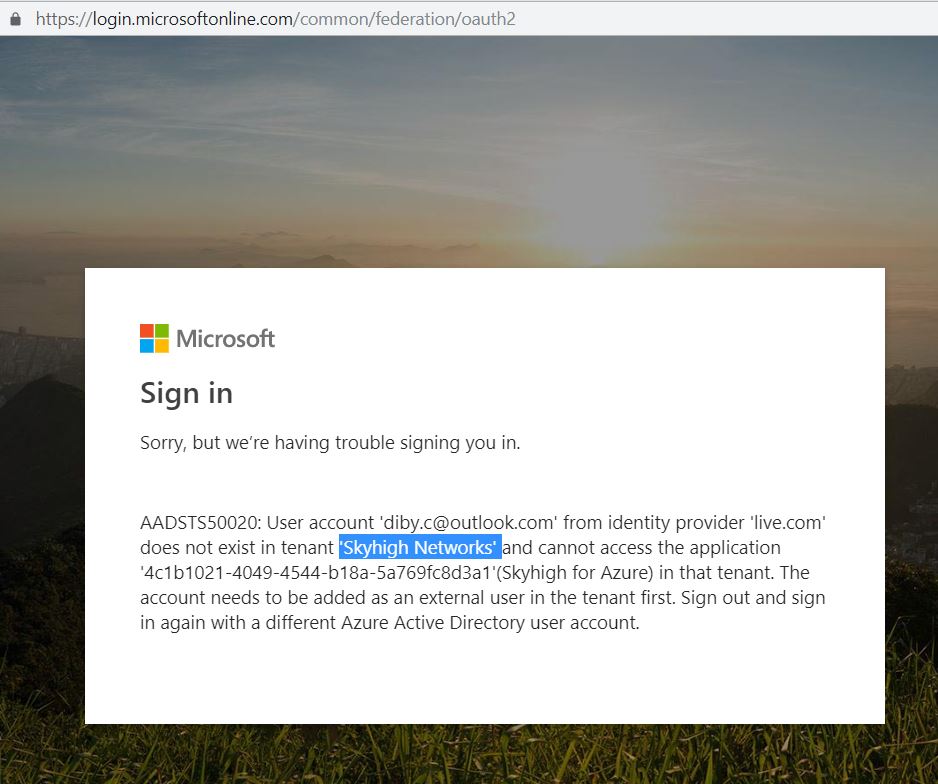 https://login.microsoftonline.com/common/federation/oauth2
Microsoft
Sign in
Sorry, but we’re having trouble signing you in.
AADSTS50020: User account 'diby.c@outlook.com' from identity provider 'live.com'
does not exist in tenant 'Skyhigh Networks' and cannot access the application
'4c1b1021-4049-4544-b18a-5a769fc8d3a1'(Skyhigh for Azure) in that tenant. The
account needs to be added as an external user in the tenant first. Sign out and sign
in again with a different Azure Active Directory user account.